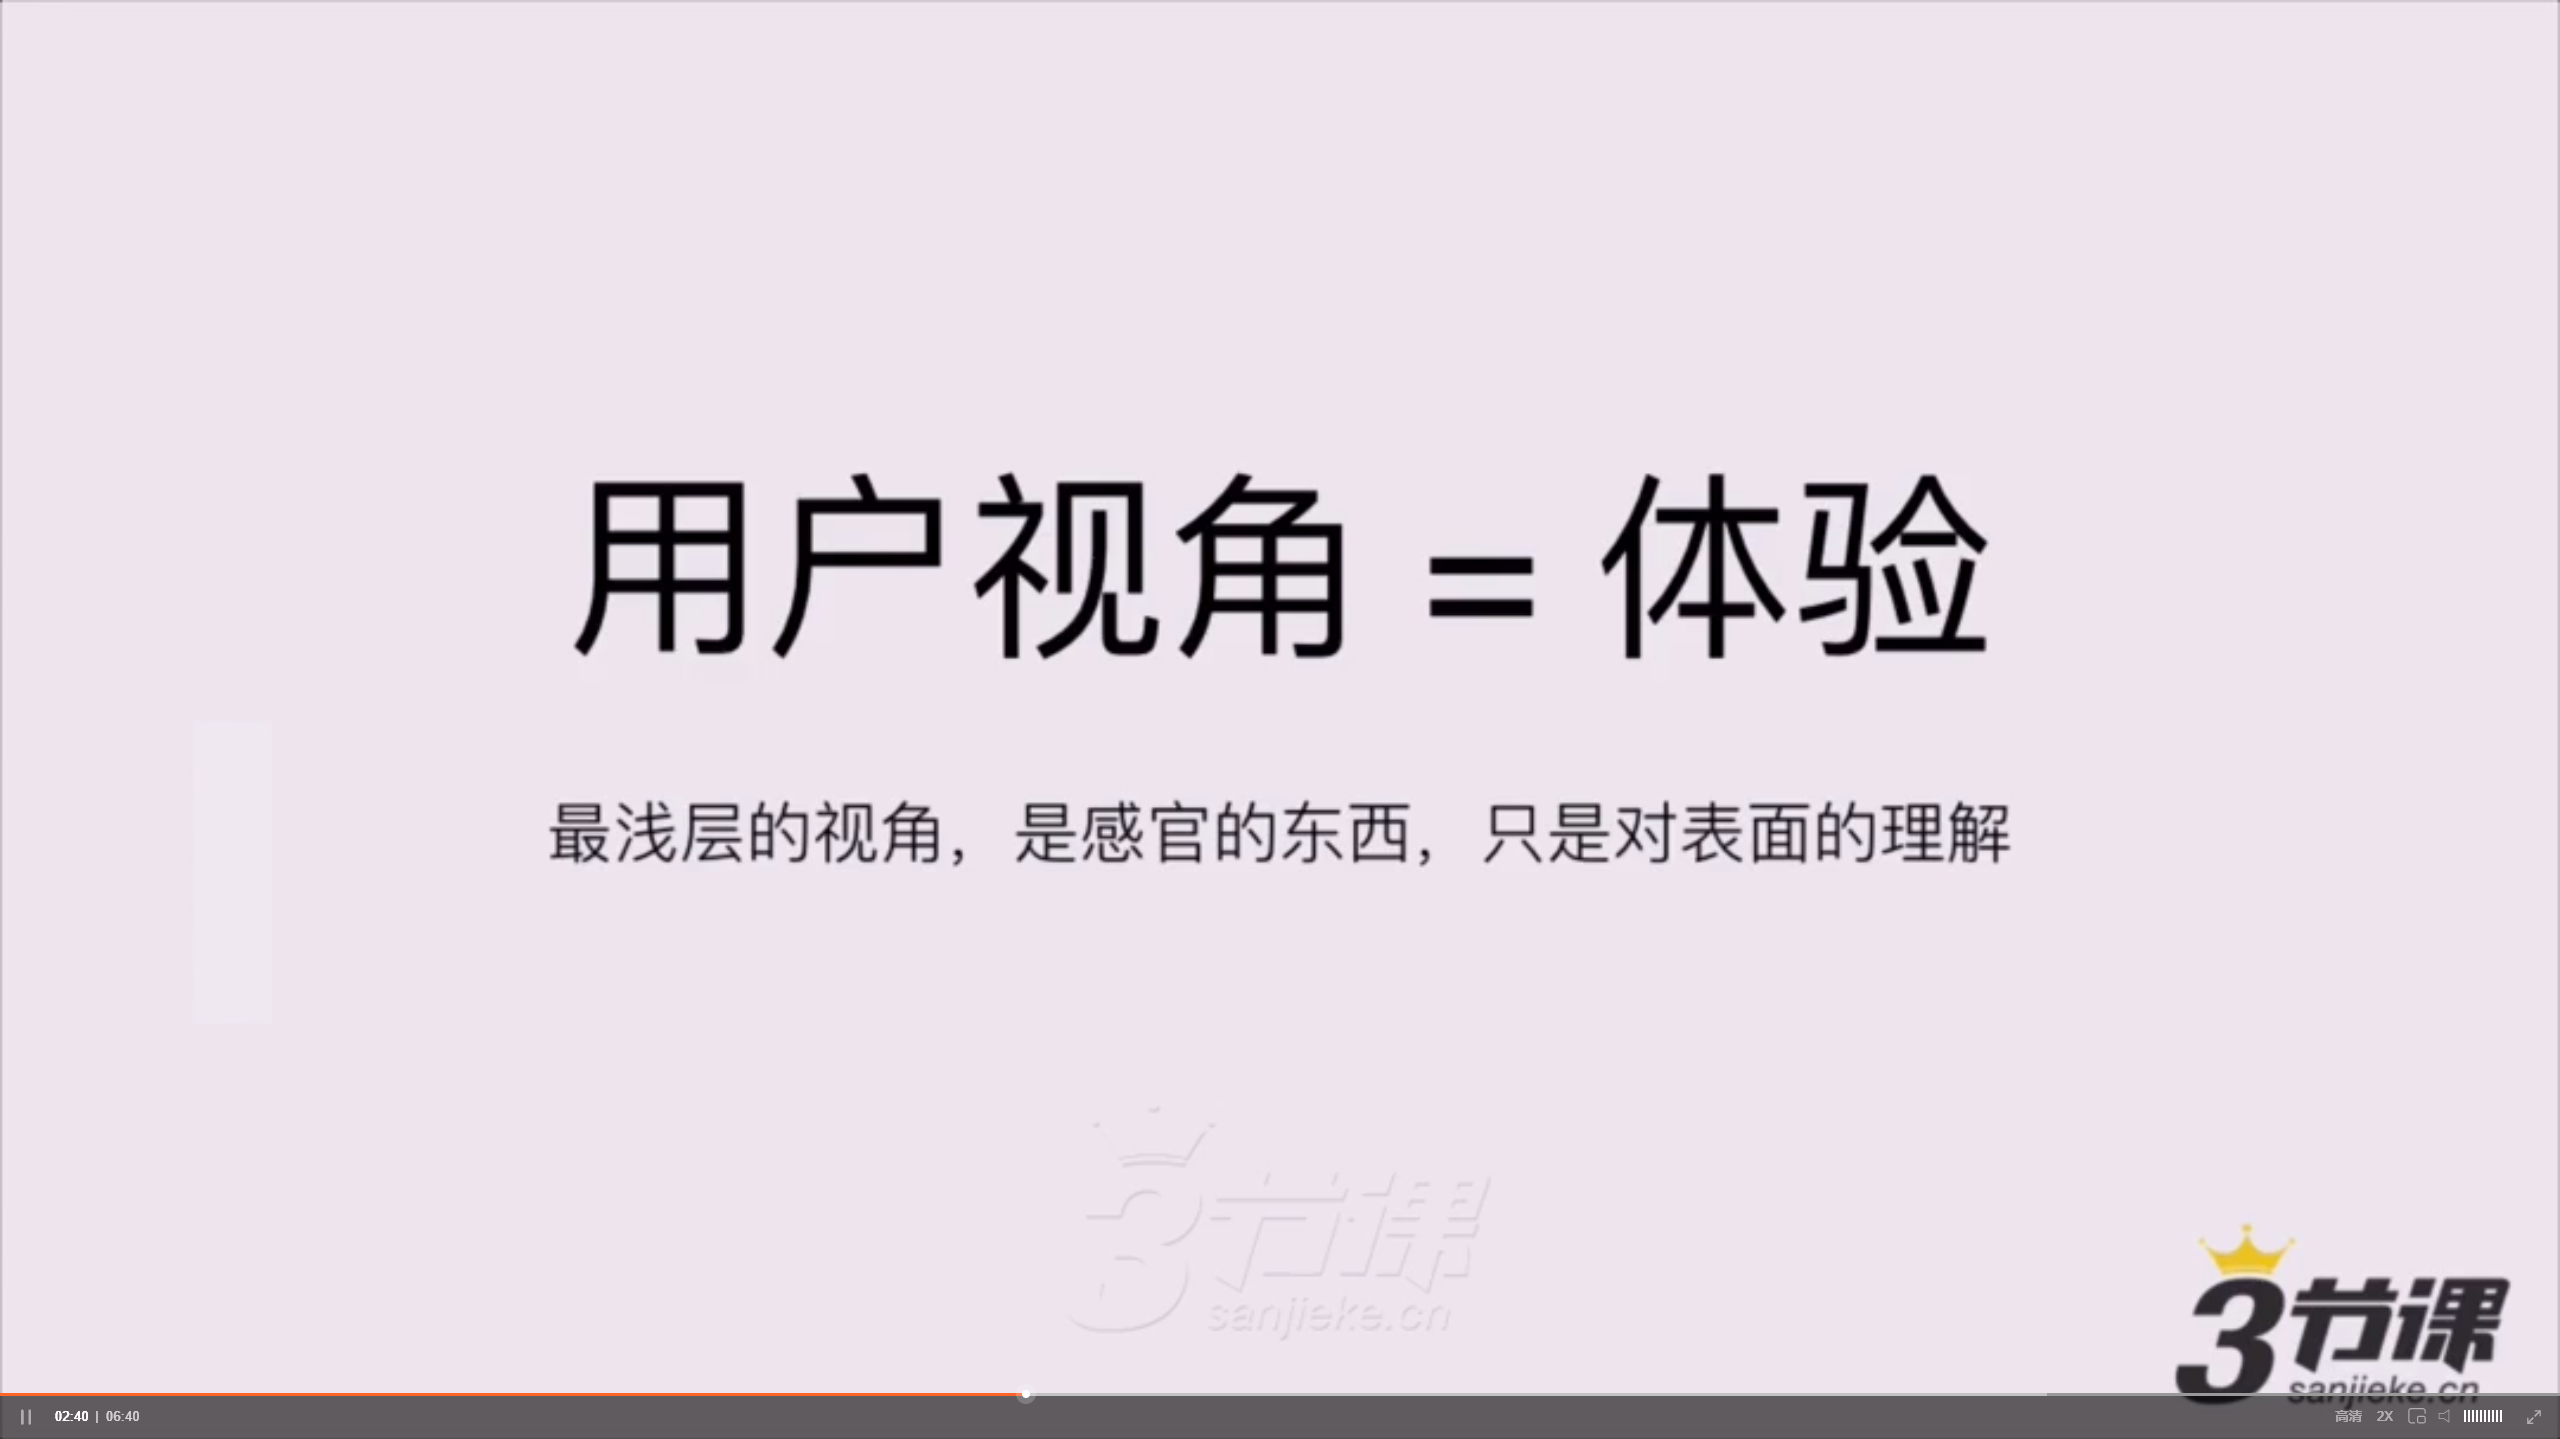 用户视角 = 体验
最浅层的视角，是感官的东西，只是对表面的理解
3节课
sanjieke.cn
3节课
sanjieke.cn
02:40 | 06:40
高清 2X